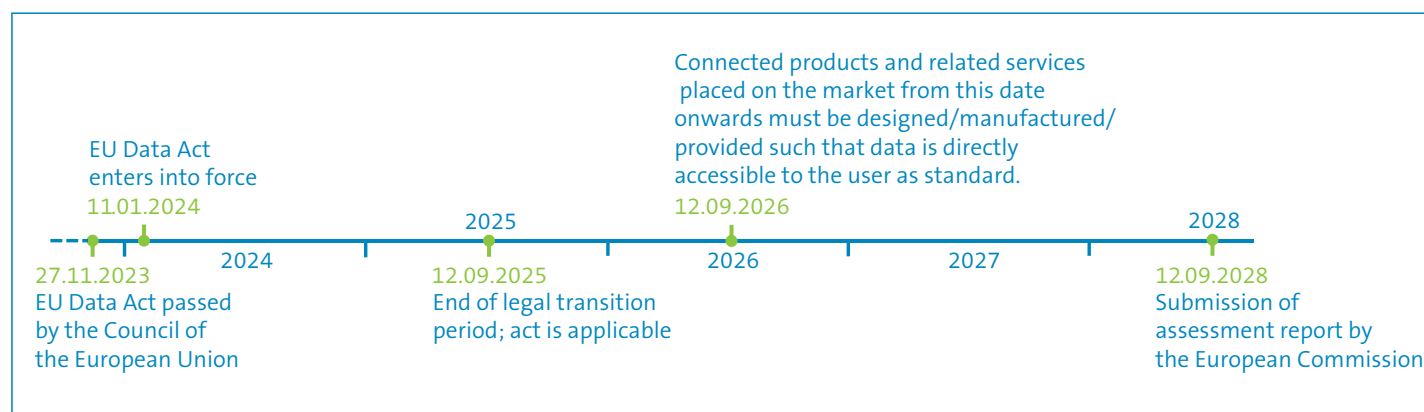 Connected products and related services
placed on the market from this date
onwards must be designed/manufactured/
provided such that data is directly
accessible to the user as standard.
12.09.2026
EU Data Act
enters into force
11.01.2024
2025
2028
2024
2026
2027
27.11.2023
EU Data Act passed
by the Council of
the European Union
12.09.2025
End of legal transition
period; act is applicable
12.09.2028
Submission of
assessment report by
the European Commission